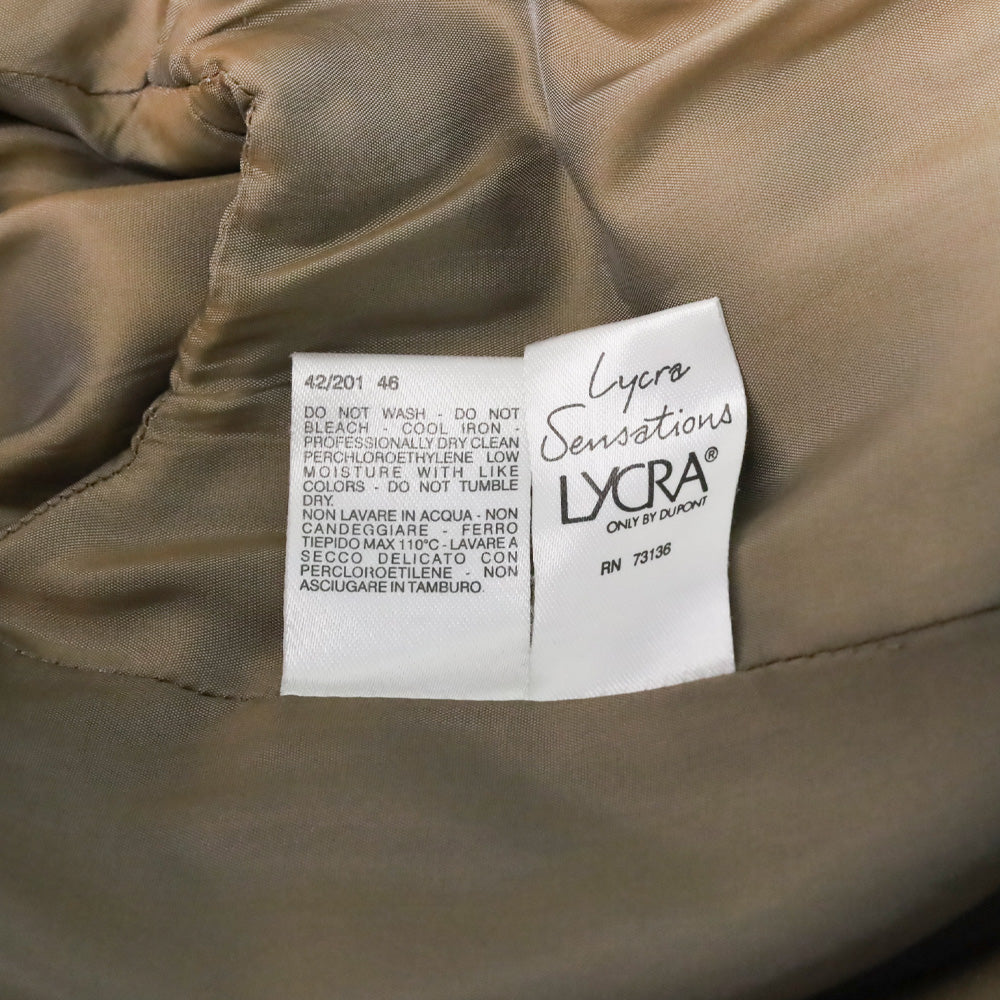 42/201 46
DO NOT WASH - DO NOT
BLEACH - COOL IRON -
PROFESSIONALLY DRY CLEAN
PERCHLOROETHYLENE LOW
MOISTURE WITH LIKE
COLORS - DO NOT TUMBLE
DRY.
NON LAVARE IN ACQUA - NON
CANDEGGIARE - FERRO
TIEPIDO MAX 110°C - LAVARE A
SECCO DELICATO CON
PERCLOROETILENE - NON
ASCIUGARE IN TAMBURO.
Lycra
Sensations
LYCRA®
ONLY BY DUPONT
RN 73136